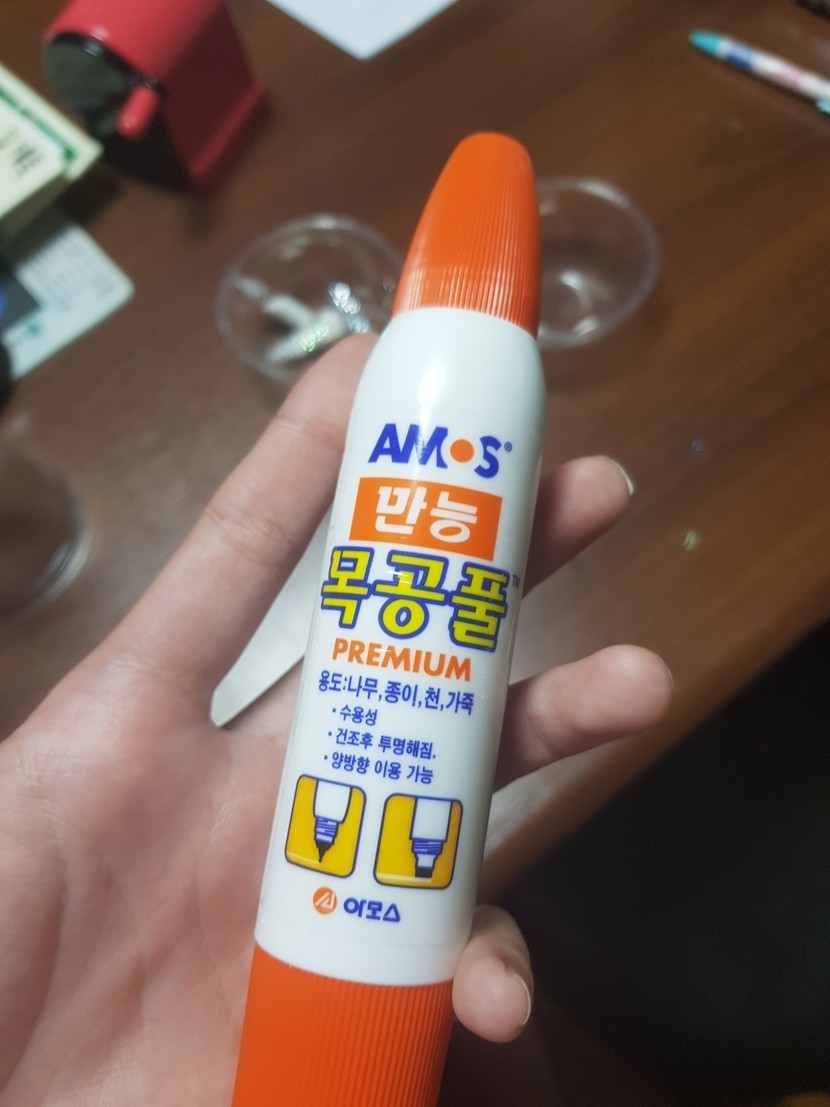 AMOS®
만능
목공풀™
PREMIUM
용도:나무,종이,천,가죽
·수용성
·건조후 투명해짐.
·양방향 이용 가능
아모스